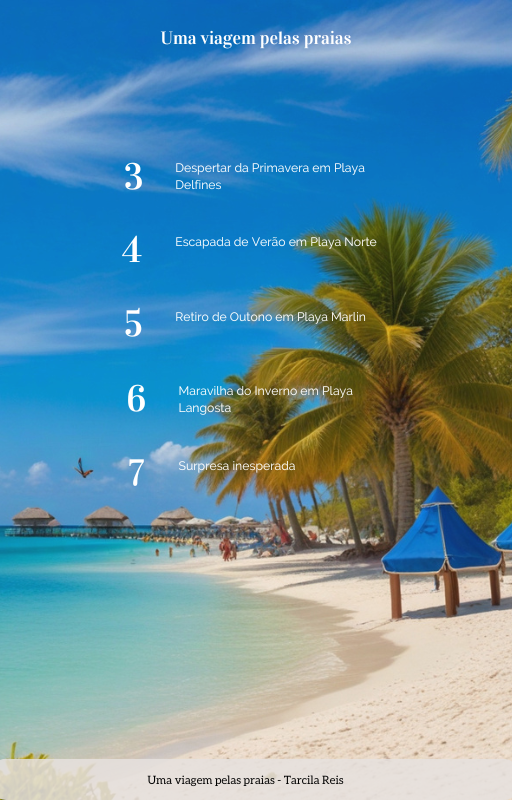 Uma viagem pelas praias
3
Despertar da Primavera em Playa
Delfines
4
Escapada de Verão em Playa Norte
5
Retiro de Outono em Playa Marlin
6
Maravilha do Inverno em Playa
Langosta
7
Surpresa inesperada
Uma viagem pelas praias - Tarcila Reis